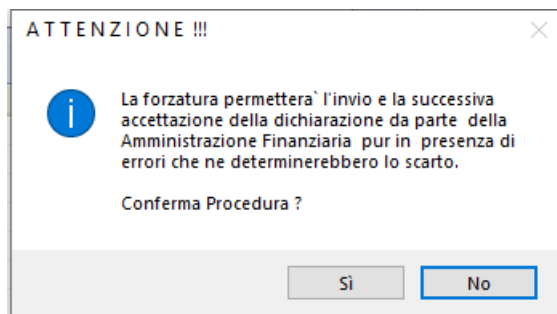 ATTENZIONE !!!
La forzatura permettera` l'invio e la successiva
accettazione della dichiarazione da parte della
Amministrazione Finanziaria pur in presenza di
errori che ne determinerebbero lo scarto.
Conferma Procedura ?
Sì
No